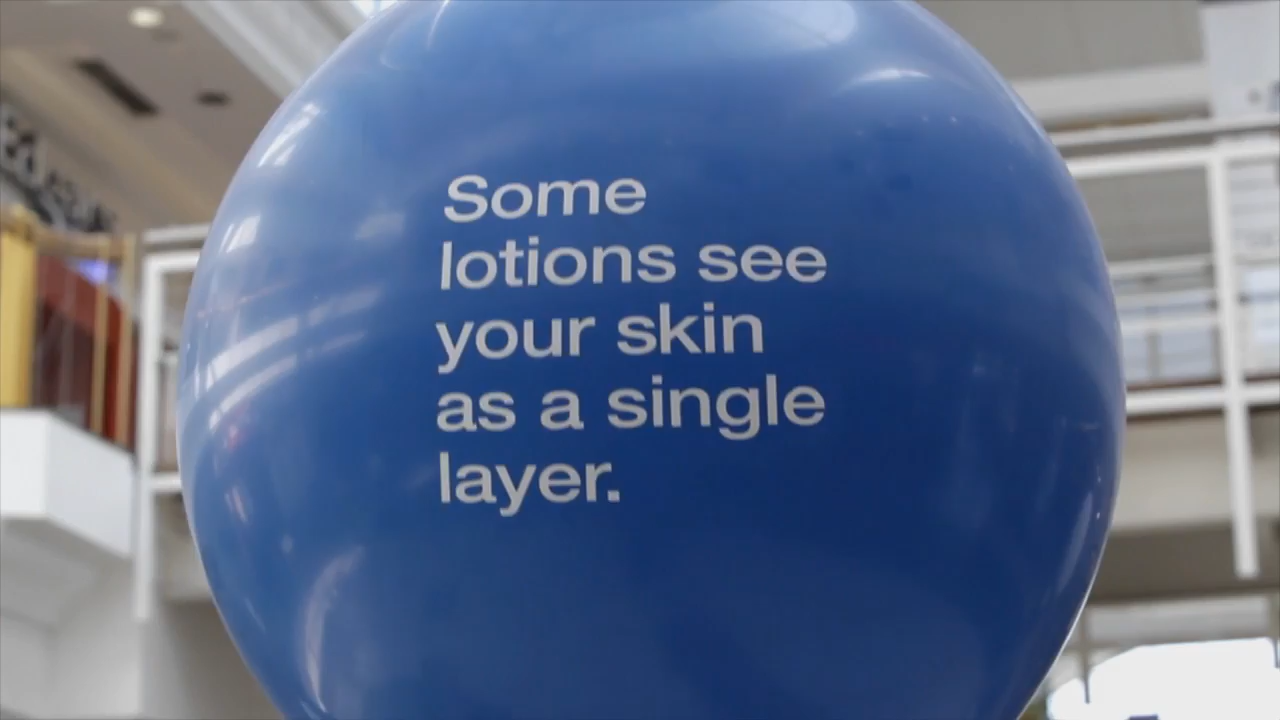 Some
lotions see
your skin
as a single
layer.